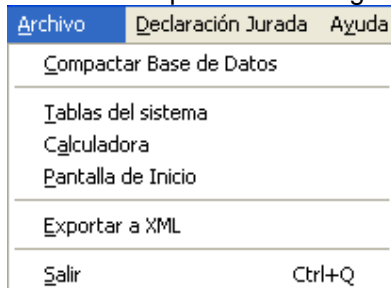 Archivo Declaración Jurada Ayuda
Compactar Base de Datos
Tablas del sistema
Calculadora
Pantalla de Inicio
Exportar a XML
Salir Ctrl+Q